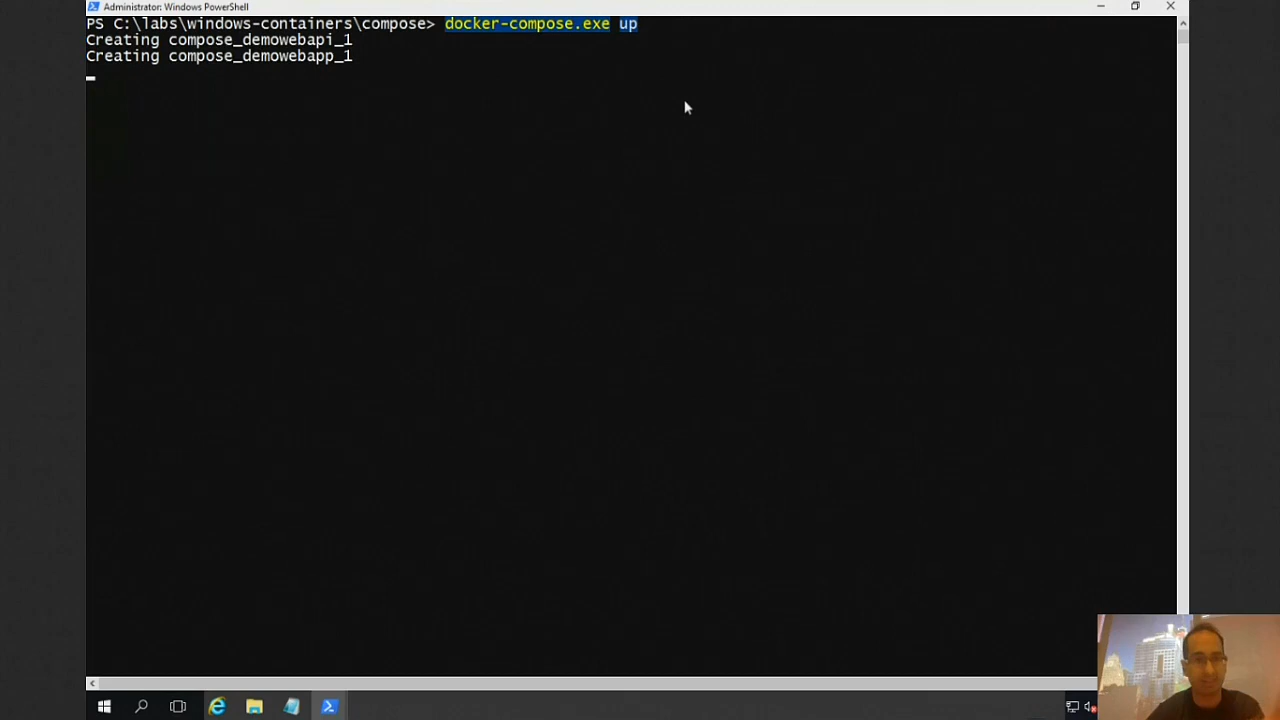 Administrator: Windows PowerShell
PS C:\labs\windows-containers\compose> docker-compose.exe up
Creating compose_demowebapi_1
Creating compose_demowebapp_1